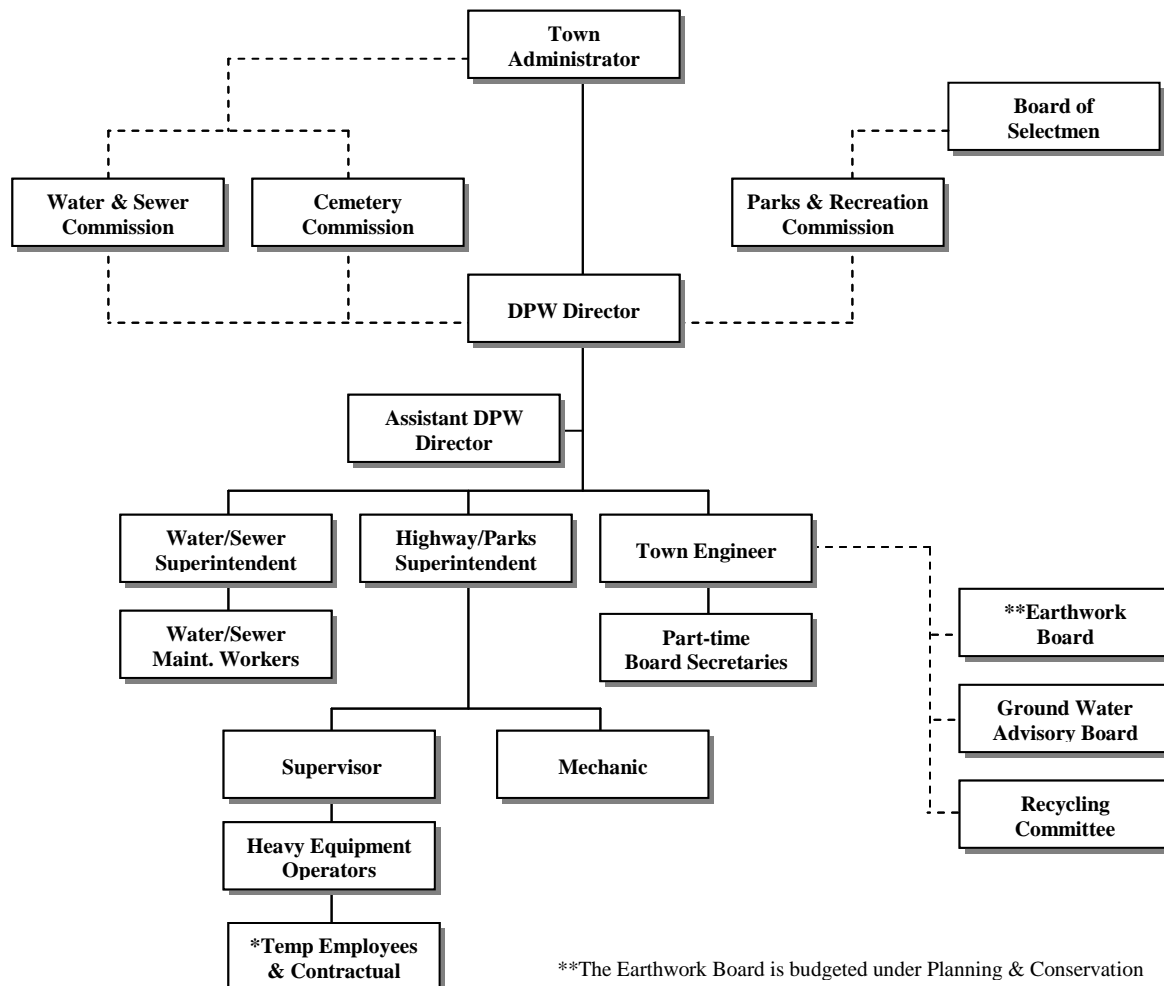 Town
Administrator
Board of
Selectmen
Water & Sewer
Commission
Cemetery
Commission
Parks & Recreation
Commission
DPW Director
Assistant DPW
Director
Water/Sewer
Superintendent
Highway/Parks
Superintendent
Town Engineer
Water/Sewer
Maint. Workers
Part-time
Board Secretaries
**Earthwork
Board
Ground Water
Advisory Board
Supervisor
Mechanic
Recycling
Committee
Heavy Equipment
Operators
*Temp Employees
& Contractual
**The Earthwork Board is budgeted under Planning & Conservation